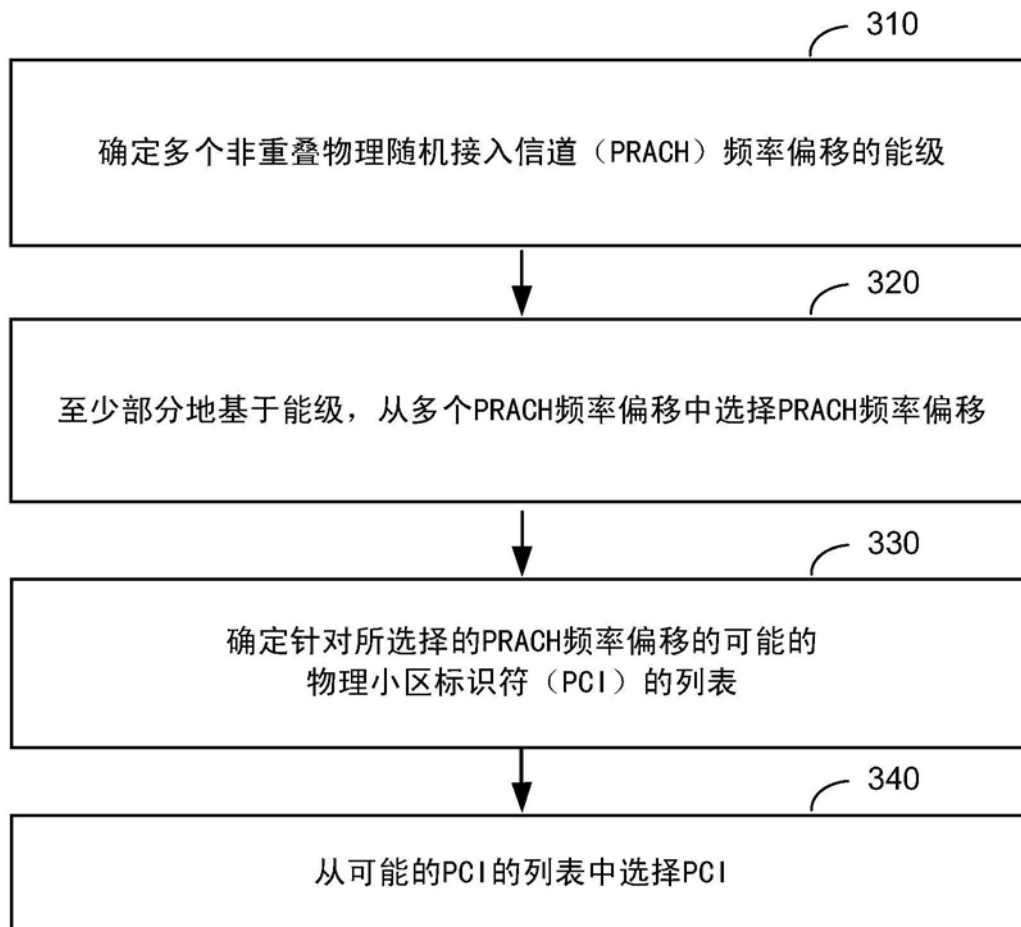 310
确定多个非重叠物理随机接入信道（PRACH）频率偏移的能级
320
至少部分地基于能级，从多个PRACH频率偏移中选择PRACH频率偏移
330
确定针对所选择的PRACH频率偏移的可能的
物理小区标识符（PCI）的列表
340
从可能的PCI的列表中选择PCI